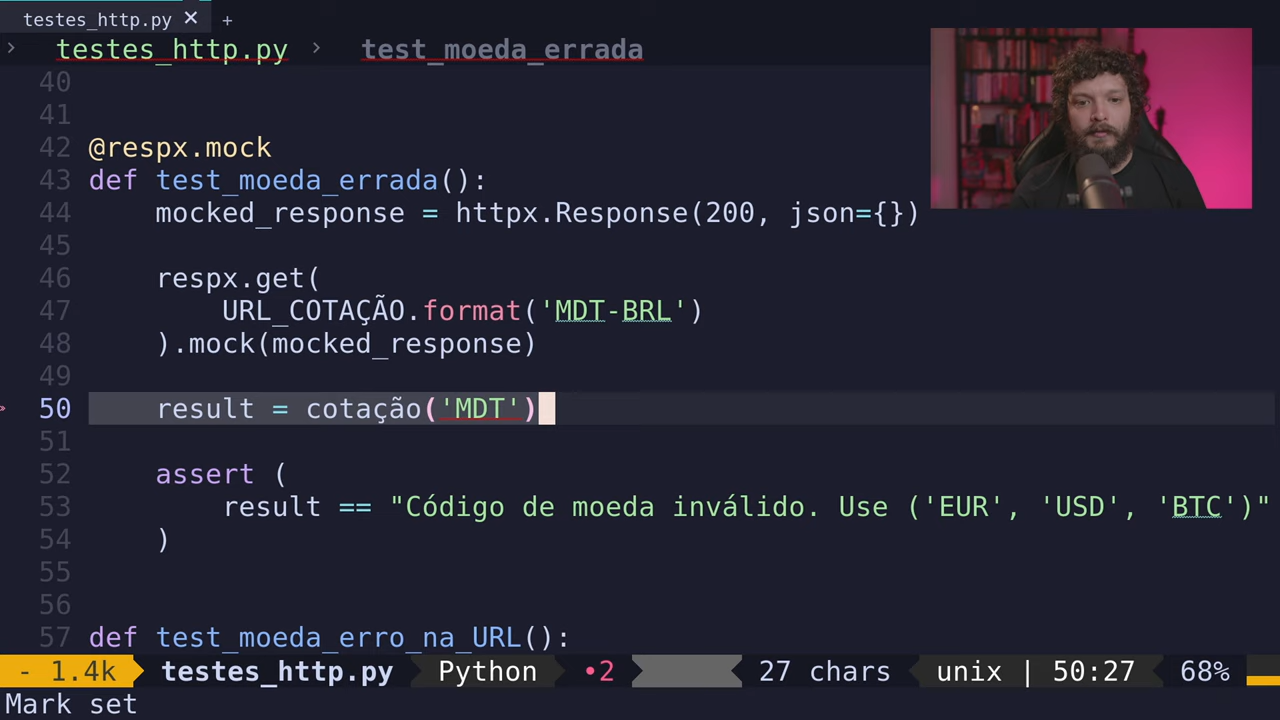 testes_http.py × +
> testes_http.py > test_moeda_errada
40
41
42 @respx.mock
43 def test_moeda_errada():
44 mocked_response = httpx.Response(200, json={})
45
46 respx.get(
47 URL_COTAÇÃO.format('MDT-BRL')
48 ).mock(mocked_response)
49
50 result = cotação('MDT')
51
52 assert (
53 result == "Código de moeda inválido. Use ('EUR', 'USD', 'BTC')"
54 )
55
56
57 def test_moeda_erro_na_URL():
- 1.4k testes_http.py Python •2 27 chars unix | 50:27 68%
Mark set